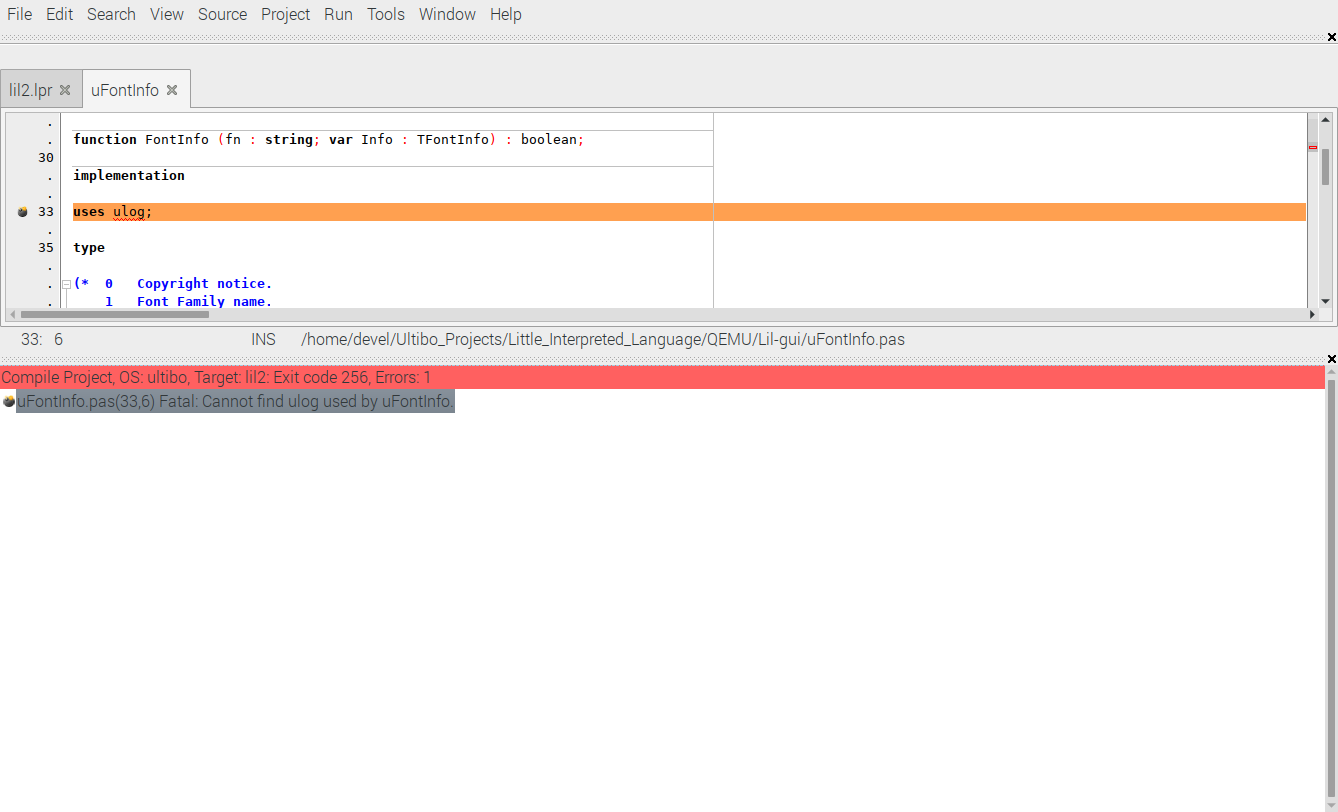 File Edit Search View Source Project Run Tools Window Help
lil2.lpr uFontInfo
function FontInfo (fn : string; var Info : TFontInfo) : boolean;
30
implementation
33 uses ulog;
35 type
(* 0 Copyright notice.
1 Font Family name.
33: 6 INS /home/devel/Ultibo_Projects/Little_Interpreted_Language/QEMU/Lil-gui/uFontInfo.pas
Compile Project, OS: ultibo, Target: lil2: Exit code 256, Errors: 1
uFontInfo.pas(33,6) Fatal: Cannot find ulog used by uFontInfo.